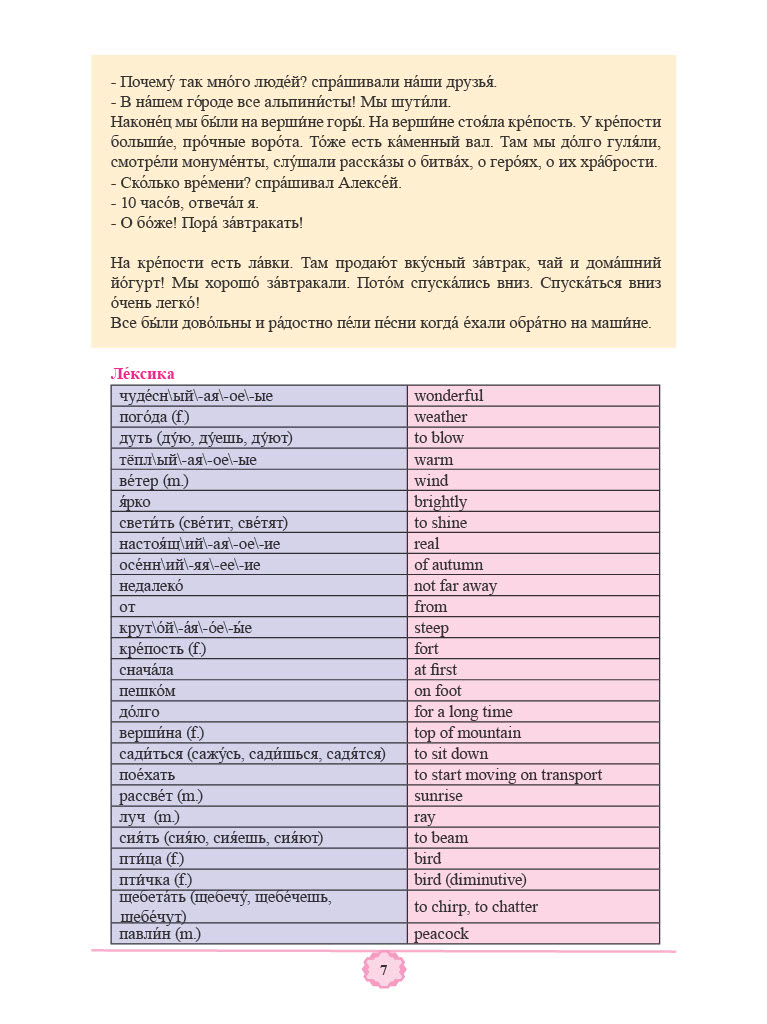 - Почему́ так мно́го люде́й? спра́шивали на́ши друзья́.
- В на́шем го́роде все альпини́сты! Мы шути́ли.
Наконе́ц мы бы́ли на верши́не горы́. На верши́не стоя́ла кре́пость. У кре́пости
больши́е, про́чные воро́та. То́же есть ка́менный вал. Там мы до́лго гуля́ли,
смотре́ли монуме́нты, слу́шали расска́зы о битва́х, о геро́ях, о их хра́брости.
- Ско́лько вре́мени? спра́шивал Алексе́й.
- 10 часо́в, отвеча́л я.
- О бо́же! Пора́ за́втракать!
На кре́пости есть ла́вки. Там продаю́т вку́сный за́втрак, чай и дома́шний
йо́гурт! Мы хорошо́ за́втракали. Пото́м спуска́лись вниз. Спуска́ться вниз
о́чень легко́!
Все бы́ли дово́льны и ра́достно пе́ли пе́сни когда́ е́хали обра́тно на маши́не.
Ле́ксика
чуде́сн\ый\-ая\-ое\-ые wonderful
пого́да (f.) weather
дуть (ду́ю, ду́ешь, ду́ют) to blow
тёпл\ый\-ая\-ое\-ые warm
ве́тер (m.) wind
я́рко brightly
свети́ть (све́тит, све́тят) to shine
настоя́щ\ий\-ая\-ое\-ие real
осе́нн\ий\-яя\-ее\-ие of autumn
недалеко́ not far away
от from
крут\о́й\-а́я\-о́е\-ы́е steep
кре́пость (f.) fort
снача́ла at first
пешко́м on foot
до́лго for a long time
верши́на (f.) top of mountain
сади́ться (сажу́сь, сади́шься, садя́тся) to sit down
пое́хать to start moving on transport
рассве́т (m.) sunrise
луч (m.) ray
сия́ть (сия́ю, сия́ешь, сия́ют) to beam
пти́ца (f.) bird
пти́чка (f.) bird (diminutive)
щебета́ть (щебечу́, щебе́чешь,
щебе́чут) to chirp, to chatter
павли́н (m.) peacock
7